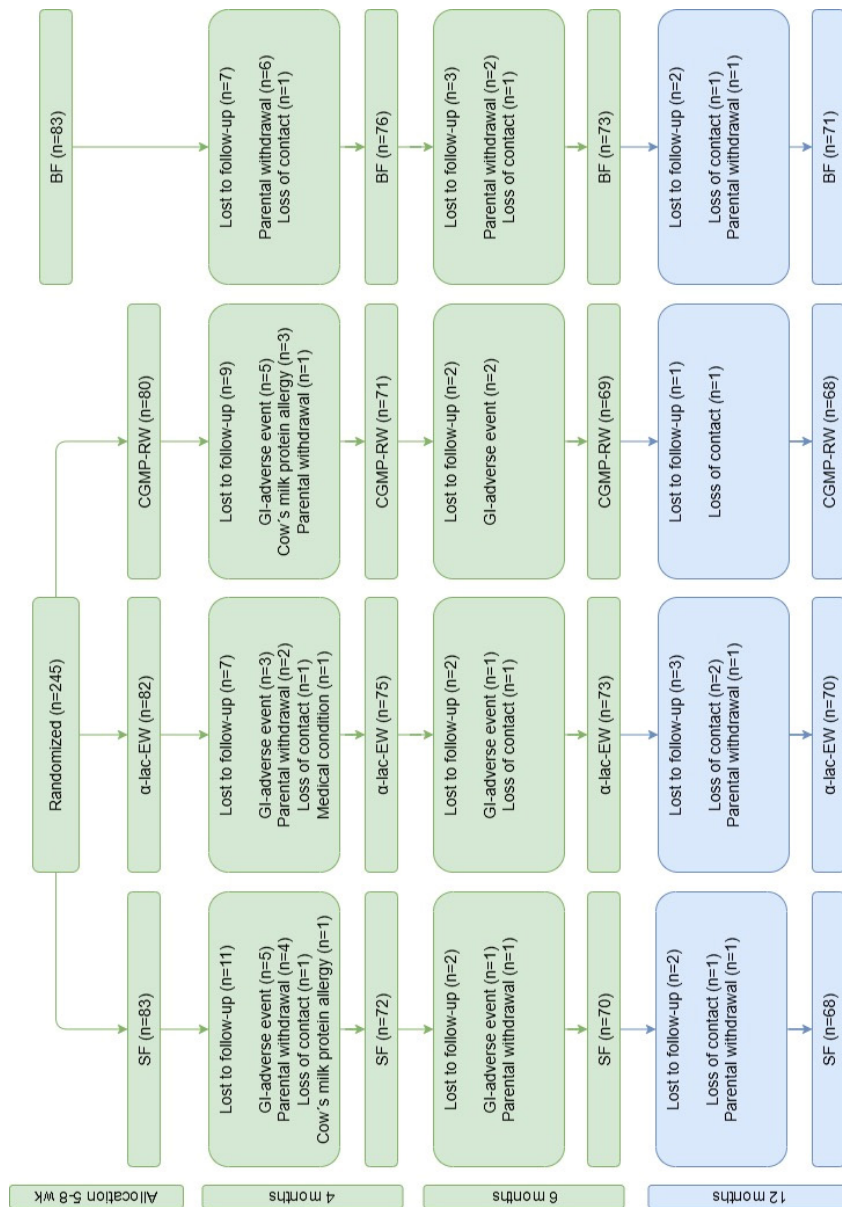 Randomized (n=245)
BF (n=83)
Allocation 5-8 wk
SF (n=83)
α-lac-EW (n=82)
CGMP-RW (n=80)
4 months
Lost to follow-up (n=11)
GI-adverse event (n=5)
Parental withdrawal (n=4)
Loss of contact (n=1)
Cow´s milk protein allergy (n=1)
Lost to follow-up (n=7)
GI-adverse event (n=3)
Parental withdrawal (n=2)
Loss of contact (n=1)
Medical condition (n=1)
Lost to follow-up (n=9)
GI-adverse event (n=5)
Cow´s milk protein allergy (n=3)
Parental withdrawal (n=1)
Lost to follow-up (n=7)
Parental withdrawal (n=6)
Loss of contact (n=1)
SF (n=72)
α-lac-EW (n=75)
CGMP-RW (n=71)
BF (n=76)
6 months
Lost to follow-up (n=2)
GI-adverse event (n=1)
Parental withdrawal (n=1)
Lost to follow-up (n=2)
GI-adverse event (n=1)
Loss of contact (n=1)
Lost to follow-up (n=2)
GI-adverse event (n=2)
Lost to follow-up (n=3)
Parental withdrawal (n=2)
Loss of contact (n=1)
SF (n=70)
α-lac-EW (n=73)
CGMP-RW (n=69)
BF (n=73)
12 months
Lost to follow-up (n=2)
Loss of contact (n=1)
Parental withdrawal (n=1)
Lost to follow-up (n=3)
Loss of contact (n=2)
Parental withdrawal (n=1)
Lost to follow-up (n=1)
Loss of contact (n=1)
Lost to follow-up (n=2)
Loss of contact (n=1)
Parental withdrawal (n=1)
SF (n=68)
α-lac-EW (n=70)
CGMP-RW (n=68)
BF (n=71)